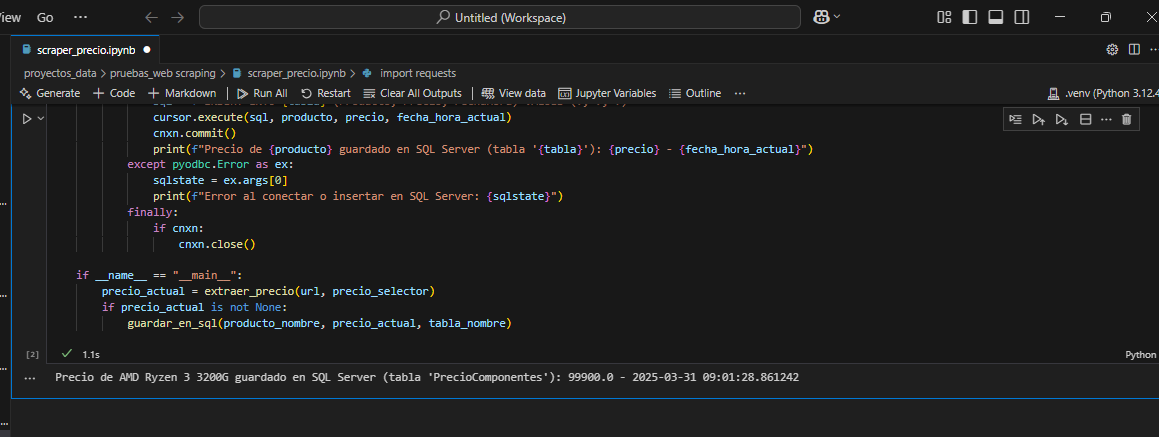 View Go ··· Untitled (Workspace)
scraper_precio.ipynb
proyectos_data > pruebas_web scraping > scraper_precio.ipynb > import requests
Generate + Code + Markdown Run All Restart Clear All Outputs View data Jupyter Variables Outline ··· .venv (Python 3.12.4
cursor.execute(sql, producto, precio, fecha_hora_actual)
cnxn.commit()
print(f"Precio de {producto} guardado en SQL Server (tabla '{tabla}'): {precio} - {fecha_hora_actual}")
except pyodbc.Error as ex:
sqlstate = ex.args[0]
print(f"Error al conectar o insertar en SQL Server: {sqlstate}")
finally:
if cnxn:
cnxn.close()
if __name__ == "__main__":
precio_actual = extraer_precio(url, precio_selector)
if precio_actual is not None:
guardar_en_sql(producto_nombre, precio_actual, tabla_nombre)
[2] 1.1s Python
··· Precio de AMD Ryzen 3 3200G guardado en SQL Server (tabla 'PrecioComponentes'): 99900.0 - 2025-03-31 09:01:28.861242